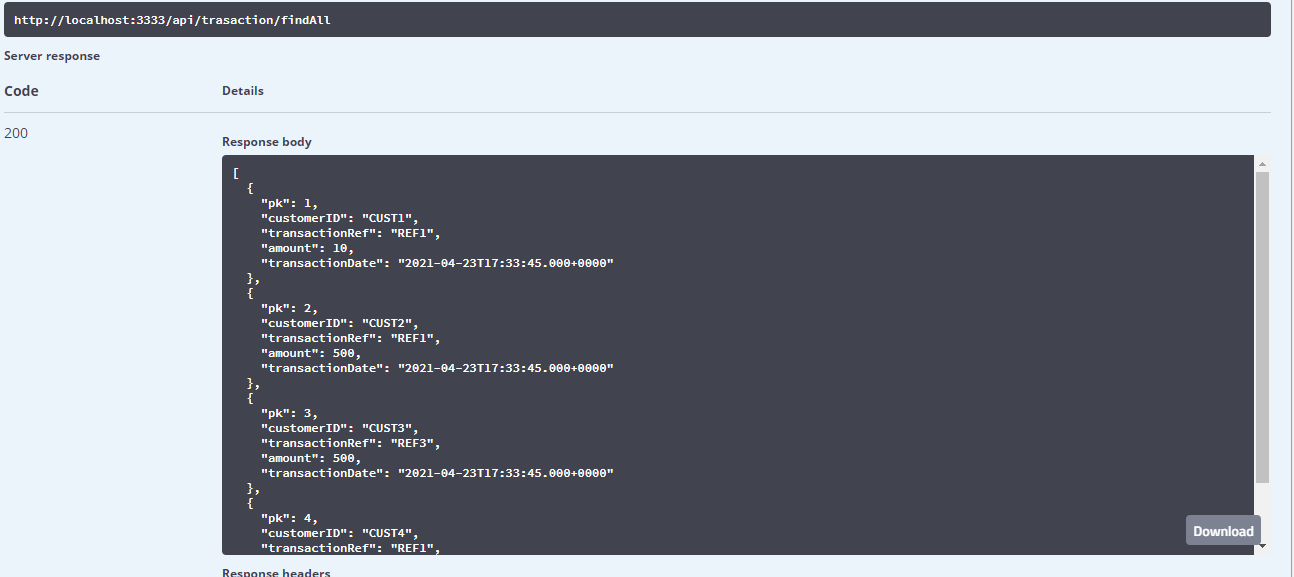 http://localhost:3333/api/trasaction/findAll
Server response
Code Details
200
Response body
[
{
"pk": 1,
"customerID": "CUST1",
"transactionRef": "REF1",
"amount": 10,
"transactionDate": "2021-04-23T17:33:45.000+0000"
},
{
"pk": 2,
"customerID": "CUST2",
"transactionRef": "REF1",
"amount": 500,
"transactionDate": "2021-04-23T17:33:45.000+0000"
},
{
"pk": 3,
"customerID": "CUST3",
"transactionRef": "REF3",
"amount": 500,
"transactionDate": "2021-04-23T17:33:45.000+0000"
},
{
"pk": 4,
"customerID": "CUST4",
"transactionRef": "REF1",
Download
Response headers